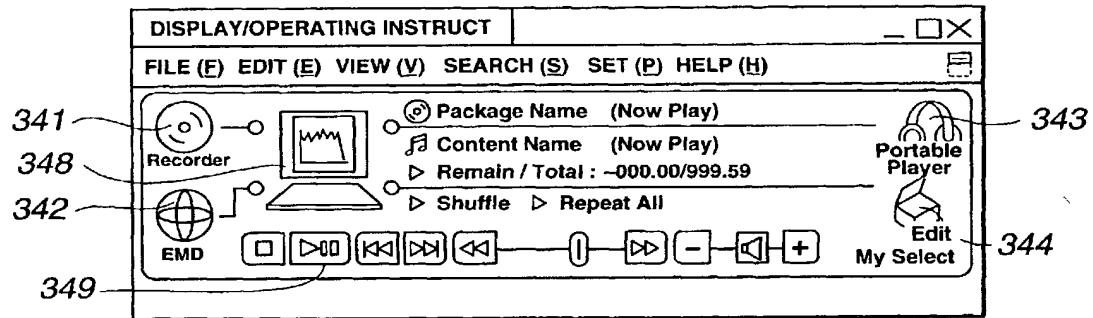 DISPLAY/OPERATING INSTRUCT
FILE (F) EDIT (E) VIEW (V) SEARCH (S) SET (P) HELP (H)
341
Recorder
348
342
EMD
349
Package Name (Now Play)
Content Name (Now Play)
Remain / Total : -000.00/999.59
Shuffle Repeat All
343
Portable
Player
Edit
344
My Select